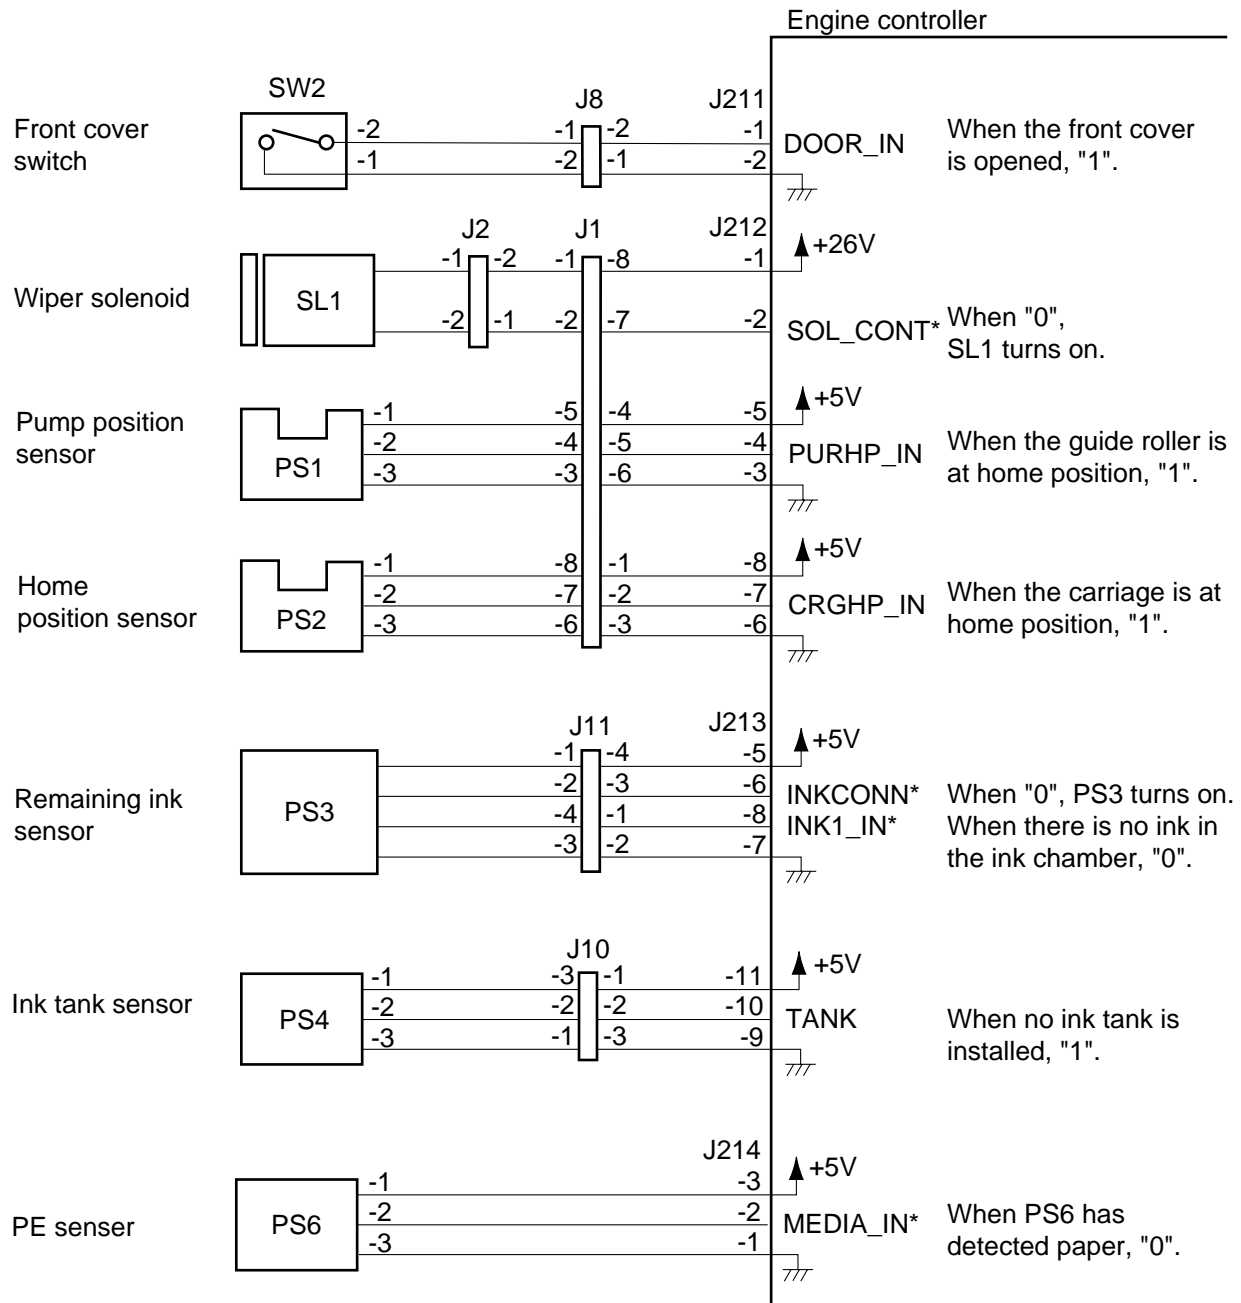 Engine controller
SW2
J8
J211
Front cover
switch
-2
-1
-1
-2
-2
-1
-1
-2
DOOR_IN
When the front cover
is opened, "1".
J2
J1
J212
Wiper solenoid
SL1
-1
-2
-1
-8
-1
+26V
-2
-1
-2
-7
-2
SOL_CONT*
When "0",
SL1 turns on.
Pump position
sensor
PS1
-1
-5
-4
-5
+5V
-2
-4
-5
-4
PURHP_IN
-3
-3
-6
-3
When the guide roller is
at home position, "1".
Home
position sensor
PS2
-1
-8
-1
-8
+5V
-2
-7
-2
-7
CRGHP_IN
-3
-6
-3
-6
When the carriage is at
home position, "1".
J11
J213
Remaining ink
sensor
PS3
-1
-4
-5
+5V
-2
-3
-6
INKCONN*
-4
-1
-8
INK1_IN*
-3
-2
-7
When "0", PS3 turns on.
When there is no ink in
the ink chamber, "0".
J10
Ink tank sensor
PS4
-1
-3
-1
-11
+5V
-2
-2
-2
-10
TANK
-3
-1
-3
-9
When no ink tank is
installed, "1".
J214
PE senser
PS6
-1
-3
+5V
-2
-2
MEDIA_IN*
-3
-1
When PS6 has
detected paper, "0".